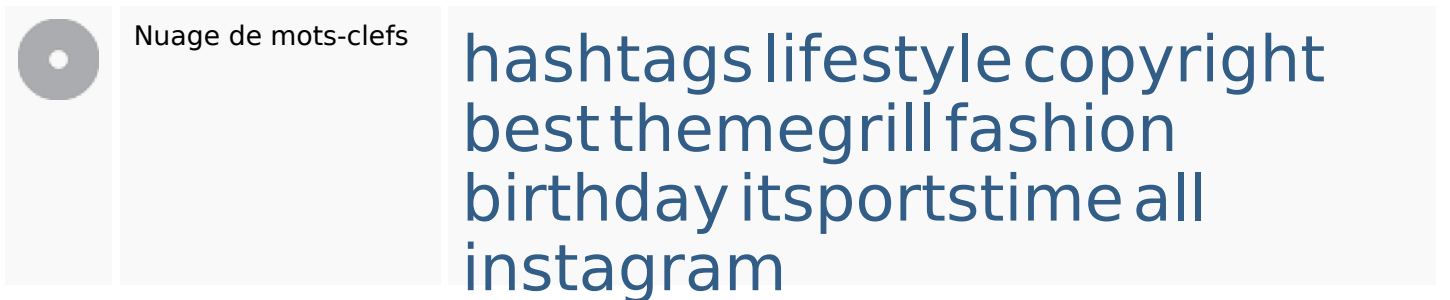 Nuage de mots-clefs
hashtags lifestyle copyright
best themegrill fashion
birthday itsportstime all
instagram